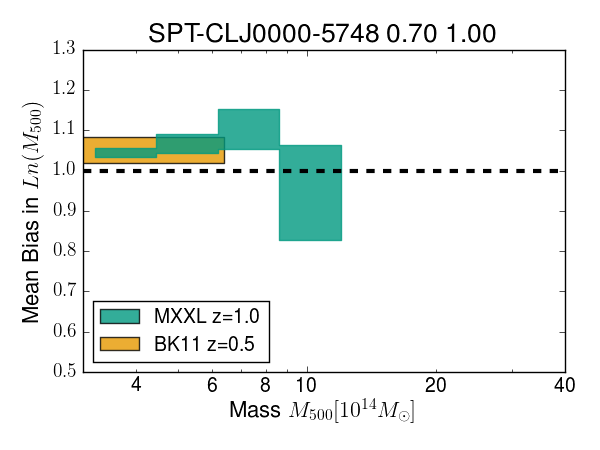 SPT-CLJ0000-5748 0.70 1.00
1.3
1.2
1.1
1.0
0.9
0.8
0.7
0.6
0.5
Mean Bias in Ln(M₅₀₀)
MXXL z=1.0
BK11 z=0.5
4 6 8 10 20 40
Mass M₅₀₀[10¹⁴M☉]